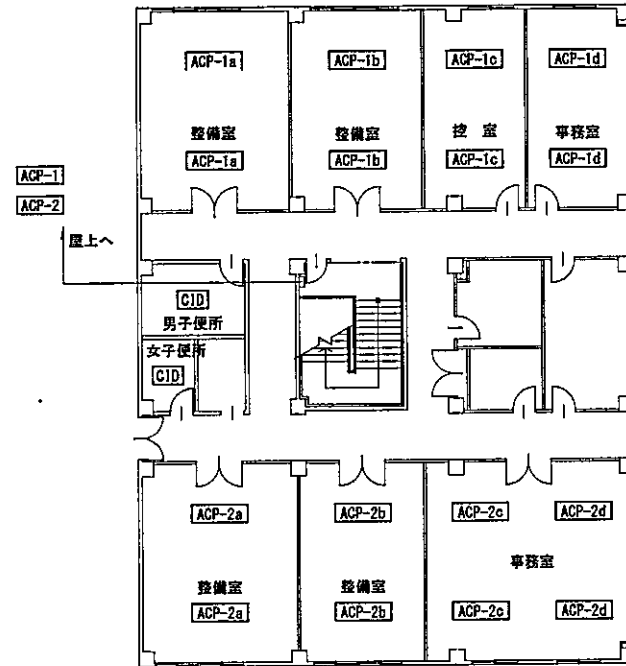 ACP-1a
ACP-1b
ACP-1c
ACP-1d
整備室
整備室
控 室
事務室
ACP-1a
ACP-1b
ACP-1c
ACP-1d
ACP-1
ACP-2
屋上へ
CID
男子便所
女子便所
CID
ACP-2a
ACP-2b
ACP-2c
ACP-2d
整備室
整備室
事務室
ACP-2a
ACP-2b
ACP-2c
ACP-2d